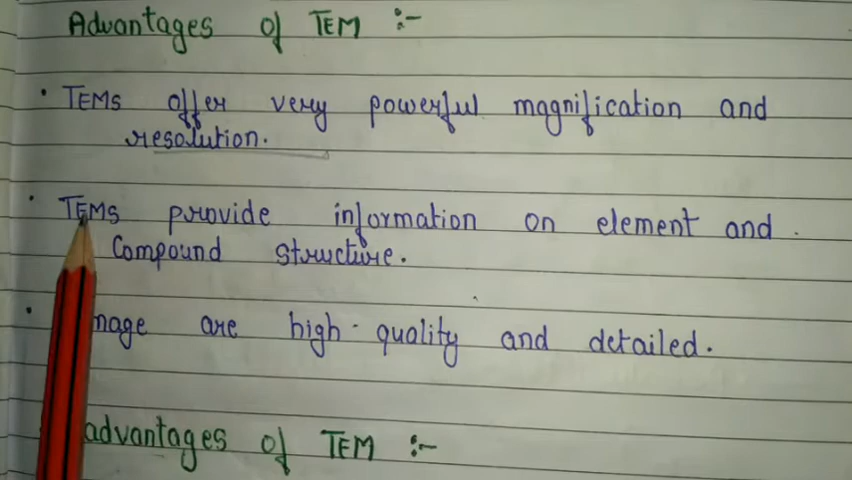 Advantages of TEM :-
• TEMs offer very powerful magnification and
resolution.
• TEMs provide information on element and
Compound structure.
• mage are high-quality and detailed.
advantages of TEM :-